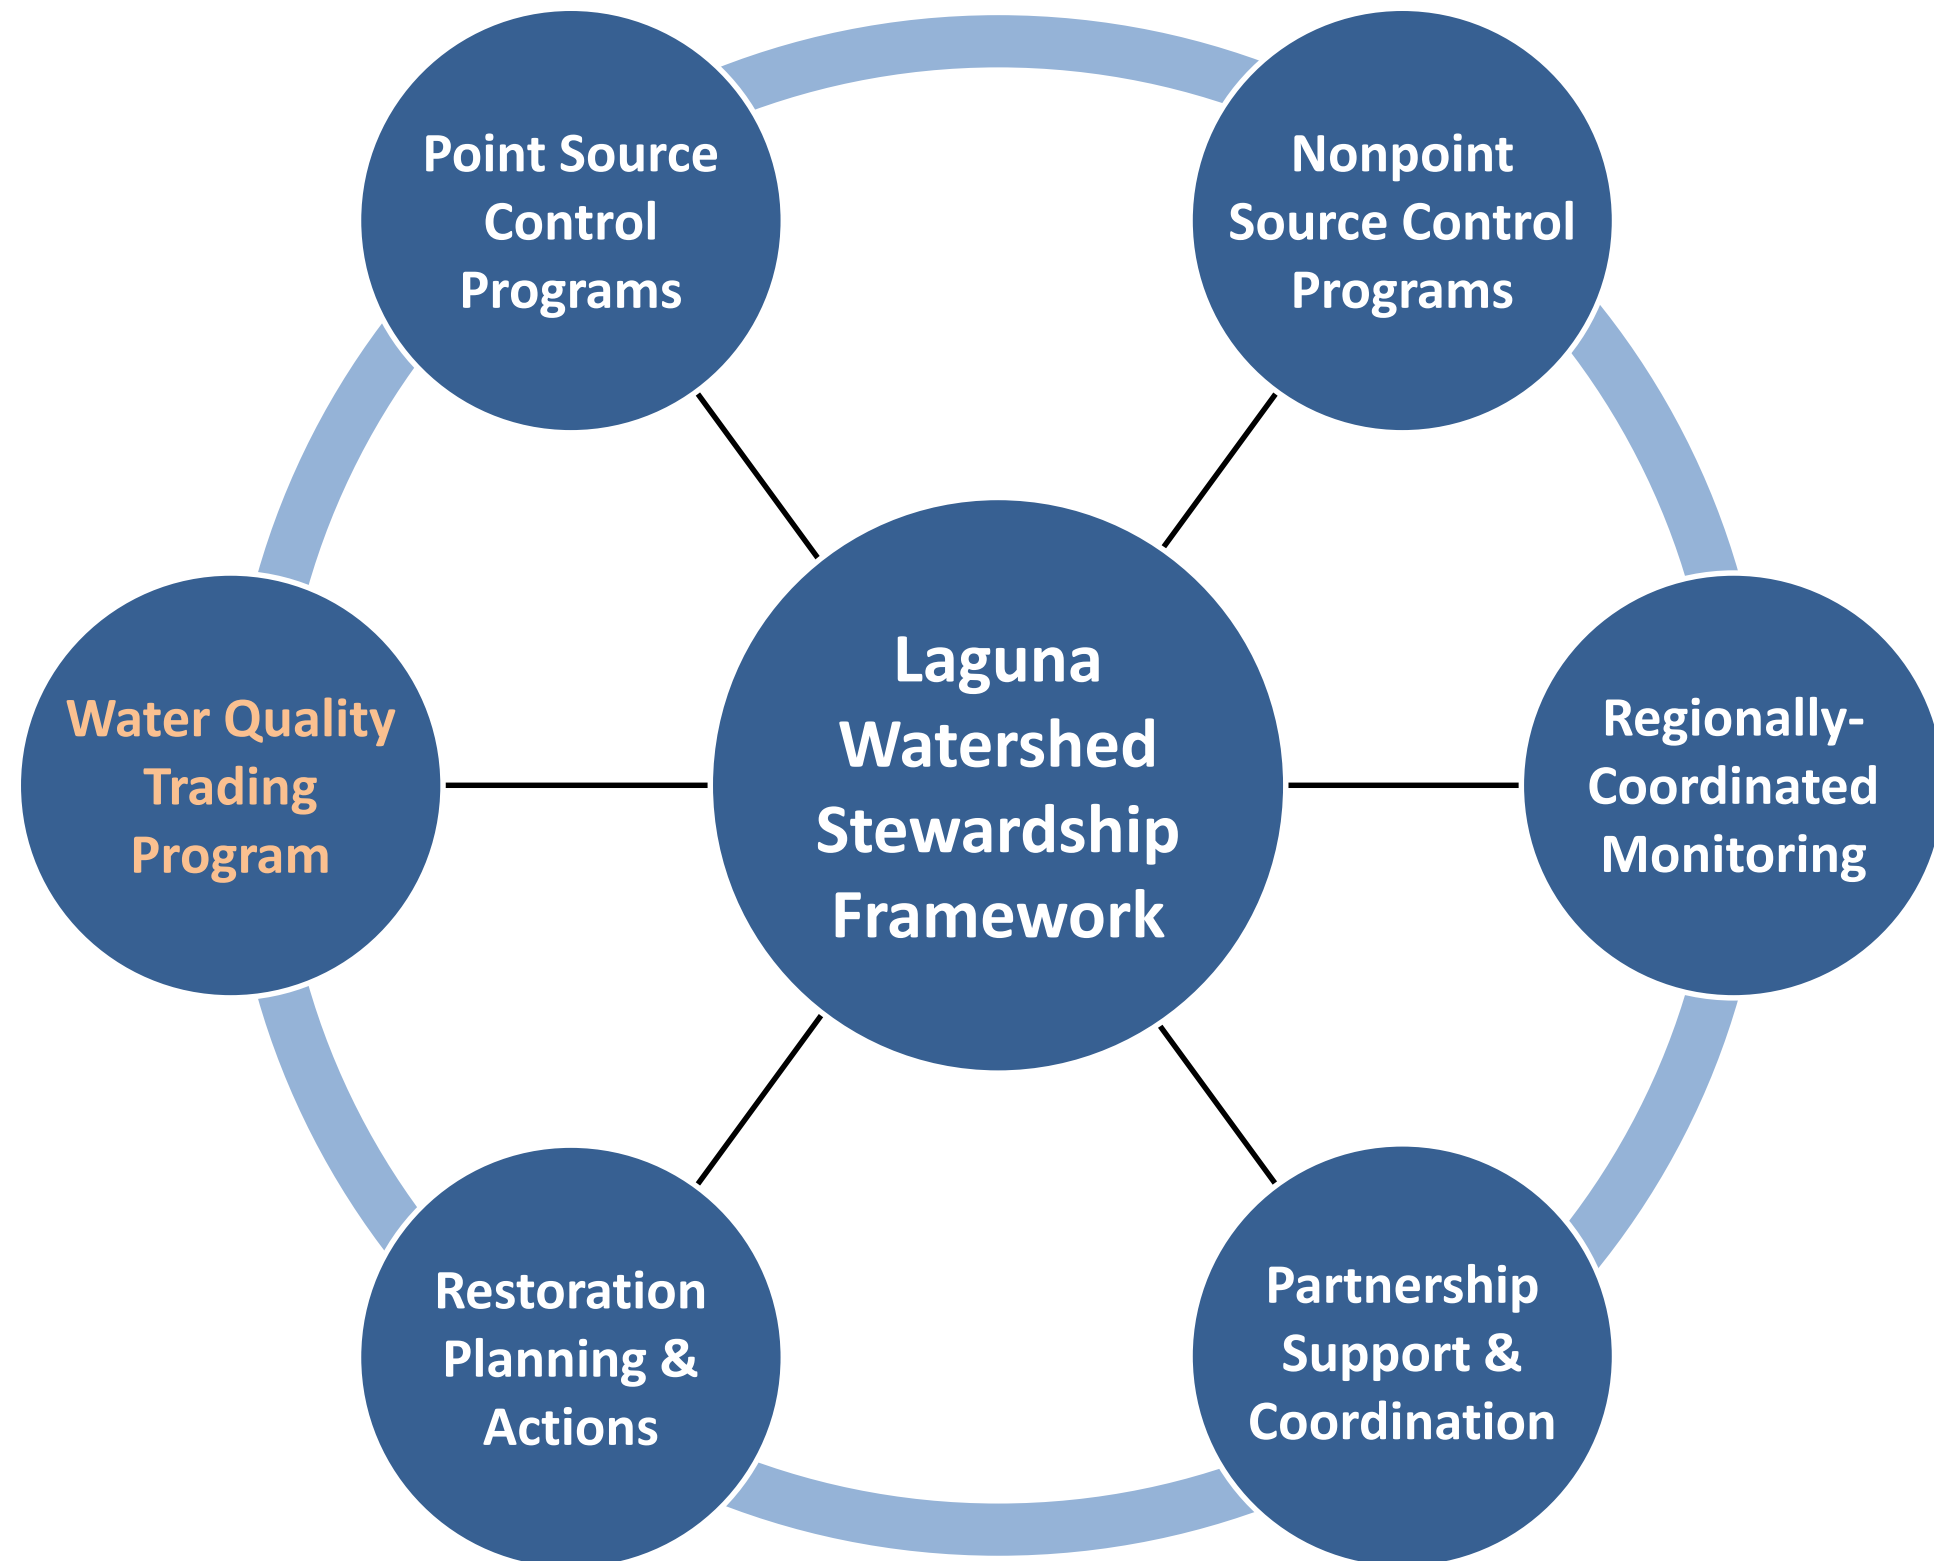 Point Source
Control
Programs
Nonpoint
Source Control
Programs
Water Quality
Trading
Program
Laguna
Watershed
Stewardship
Framework
Regionally-
Coordinated
Monitoring
Restoration
Planning &
Actions
Partnership
Support &
Coordination